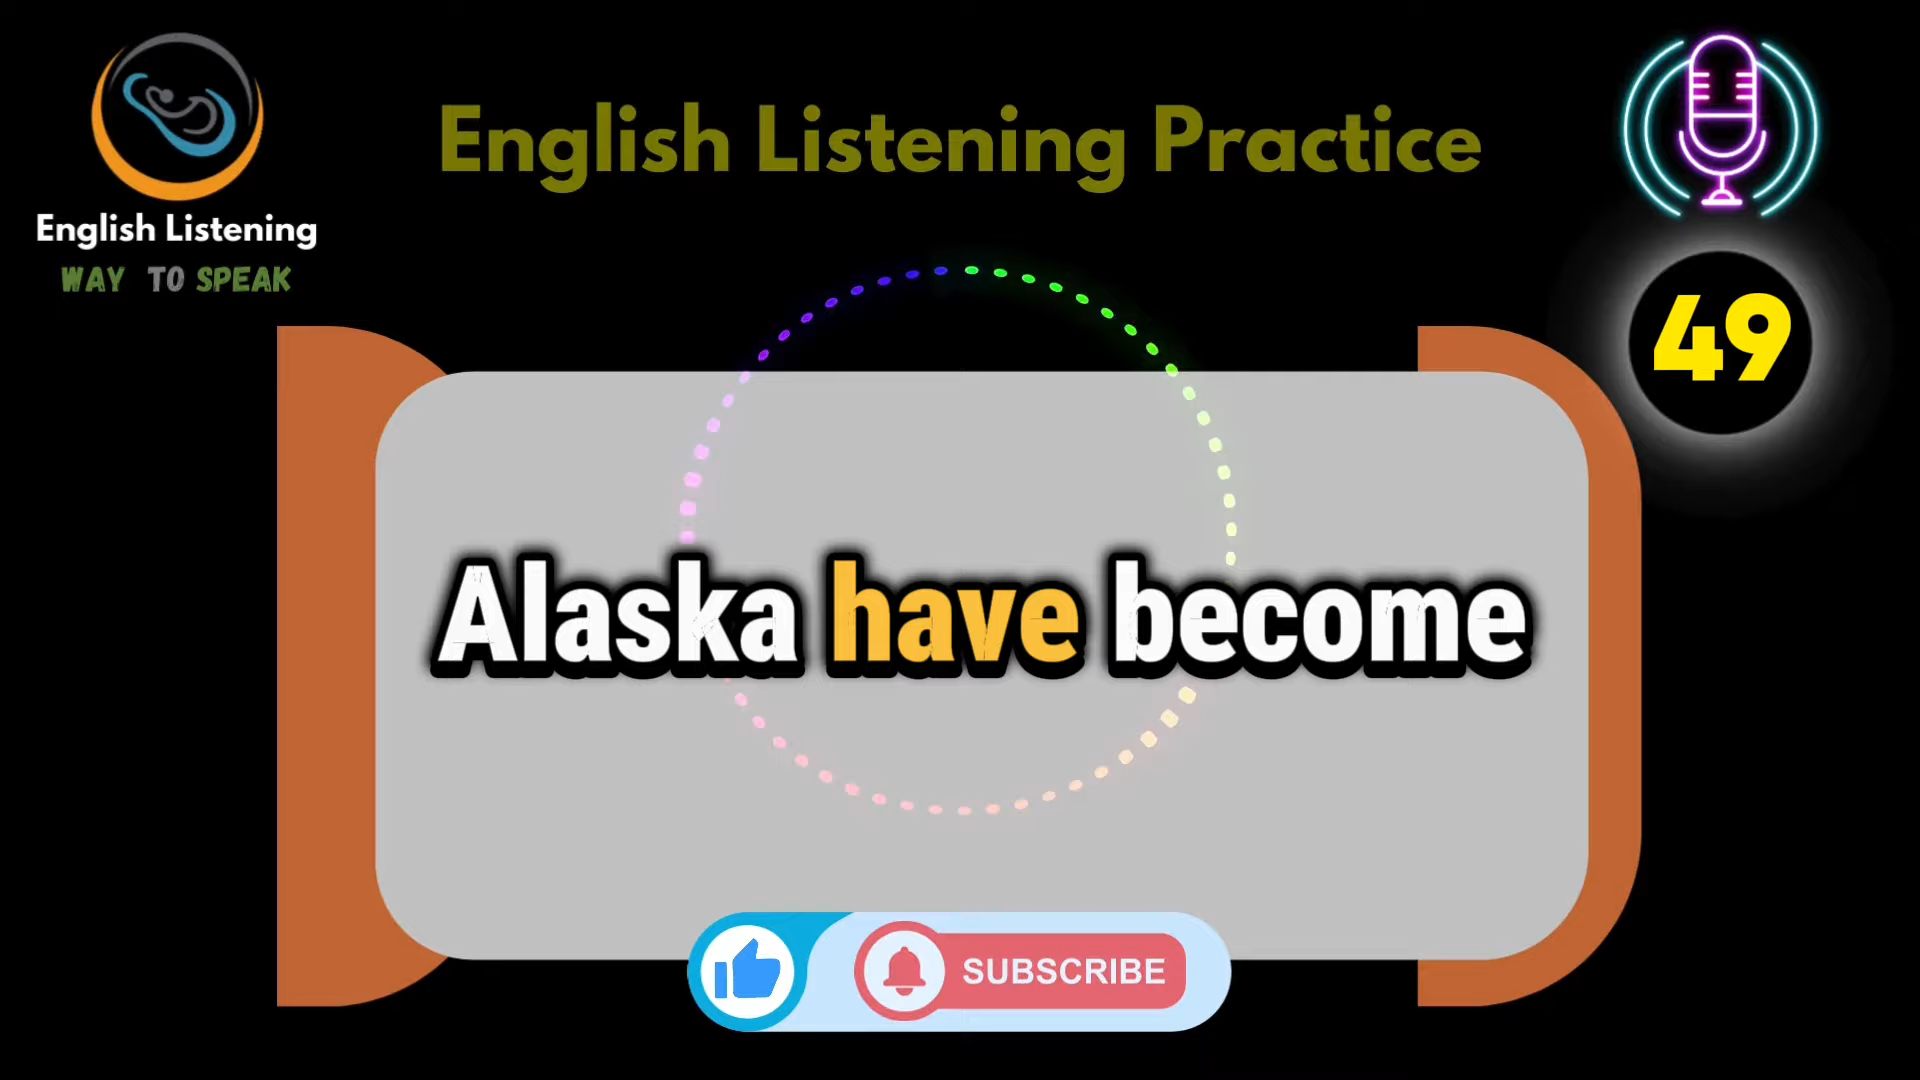 English Listening Practice
English Listening
WAY TO SPEAK
49
Alaska have become
SUBSCRIBE